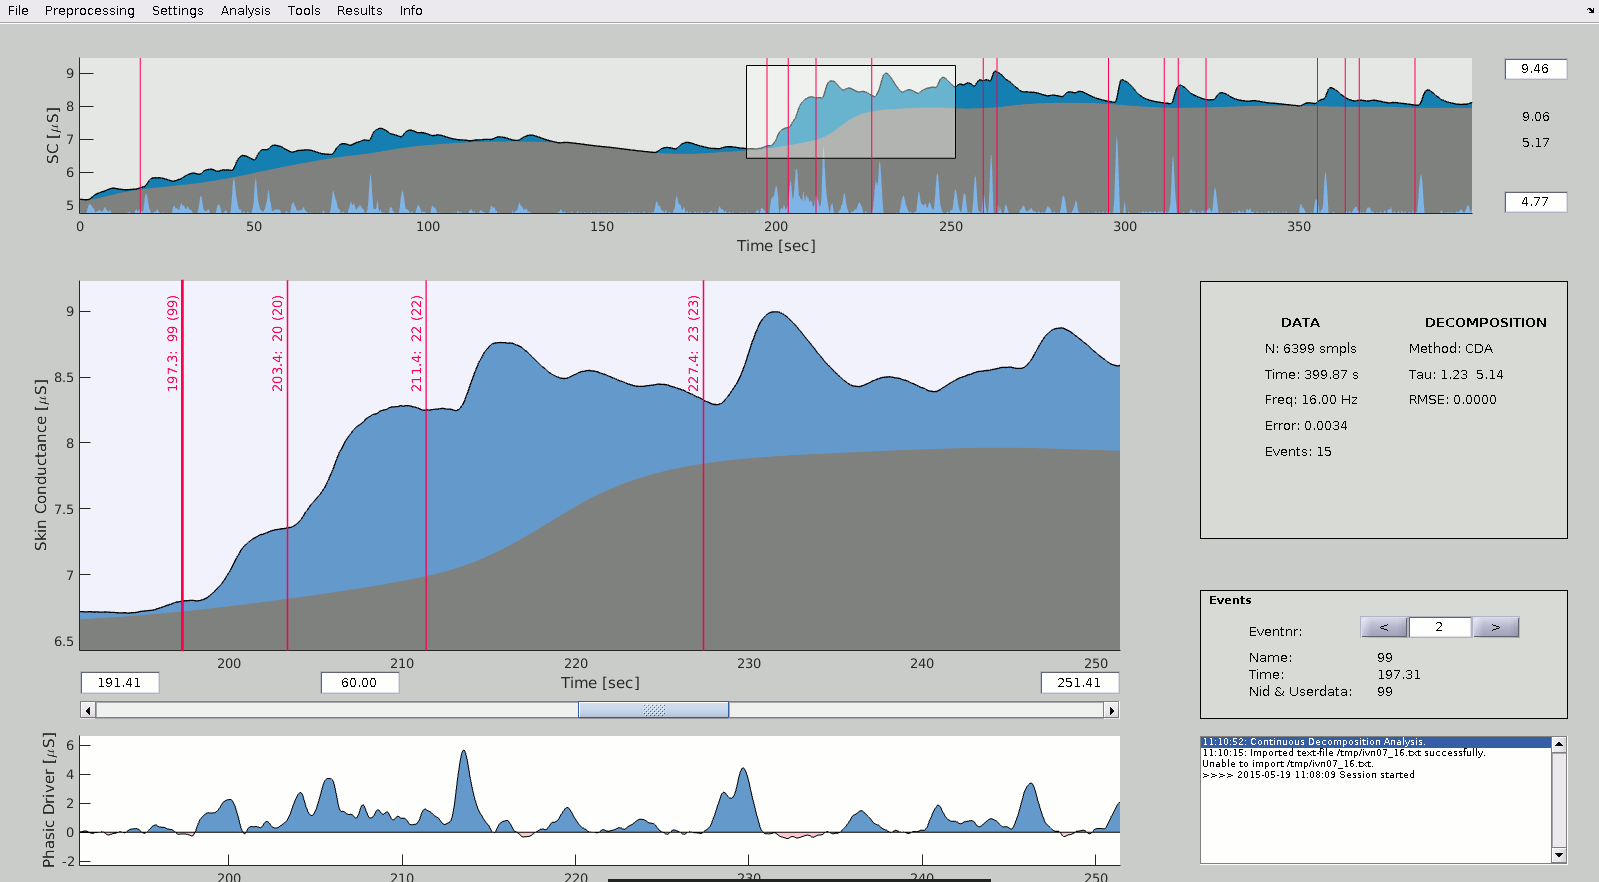 File Preprocessing Settings Analysis Tools Results Info
SC [µS]
9
8
7
6
5
0 50 100 150 200 250 300 350
Time [sec]
9.46
9.06
5.17
4.77
Skin Conductance [µS]
9
8.5
8
7.5
7
6.5
197.3: 99 (99)
203.4: 20 (20)
211.4: 22 (22)
227.4: 23 (23)
200 210 220 230 240 250
191.41 60.00 Time [sec] 251.41
Phasic Driver [µS]
6
4
2
0
-2
200 210 220 230 240 250
DATA DECOMPOSITION
N: 6399 smpls Method: CDA
Time: 399.87 s Tau: 1.23 5.14
Freq: 16.00 Hz RMSE: 0.0000
Error: 0.0034
Events: 15
Events
Eventnr: < 2 >
Name: 99
Time: 197.31
Nid & Userdata: 99
11:10:52: Continuous Decomposition Analysis.
11:10:15: Imported text-file /tmp/ivn07_16.txt successfully.
Unable to import /tmp/ivn07_16.txt.
>>>> 2015-05-19 11:08:09 Session started